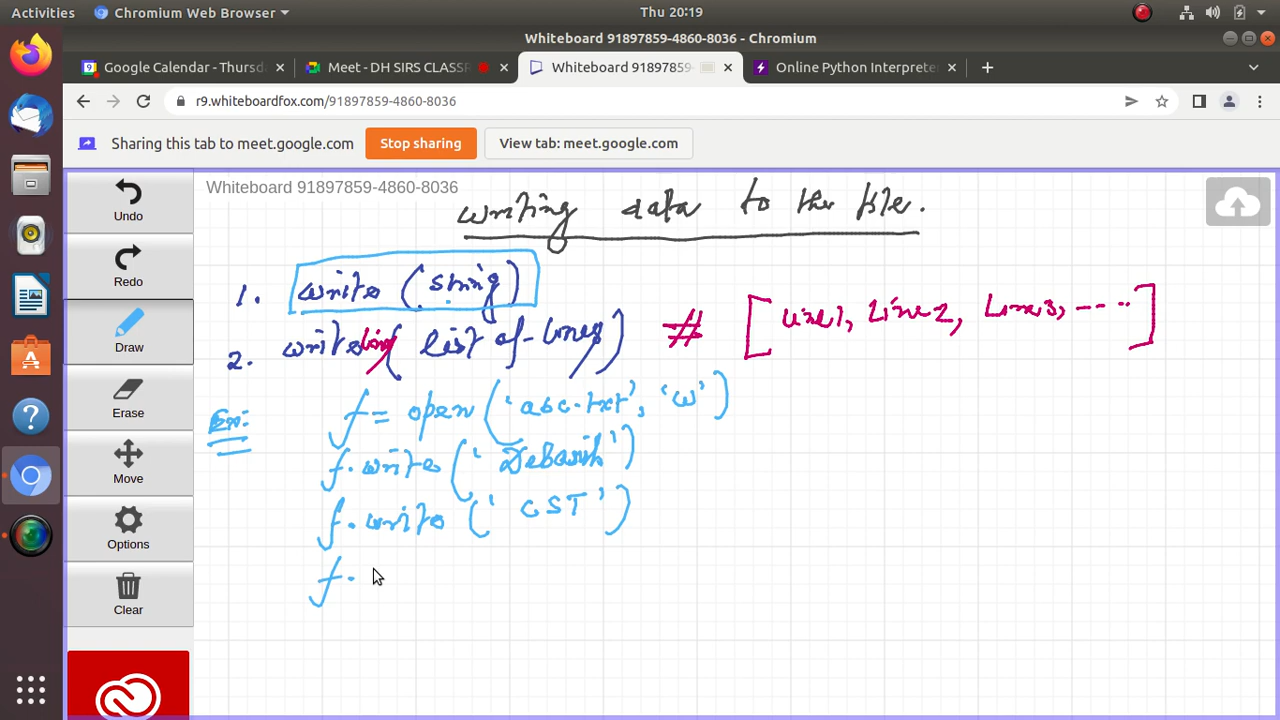 Activities Chromium Web Browser Thu 20:19
Whiteboard 91897859-4860-8036 - Chromium
Google Calendar - Thursda Meet - DH SIRS CLASSR Whiteboard 91897859- Online Python Interprete
r9.whiteboardfox.com/91897859-4860-8036
Sharing this tab to meet.google.com Stop sharing View tab: meet.google.com
Whiteboard 91897859-4860-8036
Undo
Redo
Draw
Erase
Move
Options
Clear
writing data to the file.
1. write (string)
2. writelines( list of lines) # [Line1, Line2, Line3, ----..]
Ex:
f = open ('abc.txt', 'w')
f.write ('Debasish')
f.write (' CST ')
f.